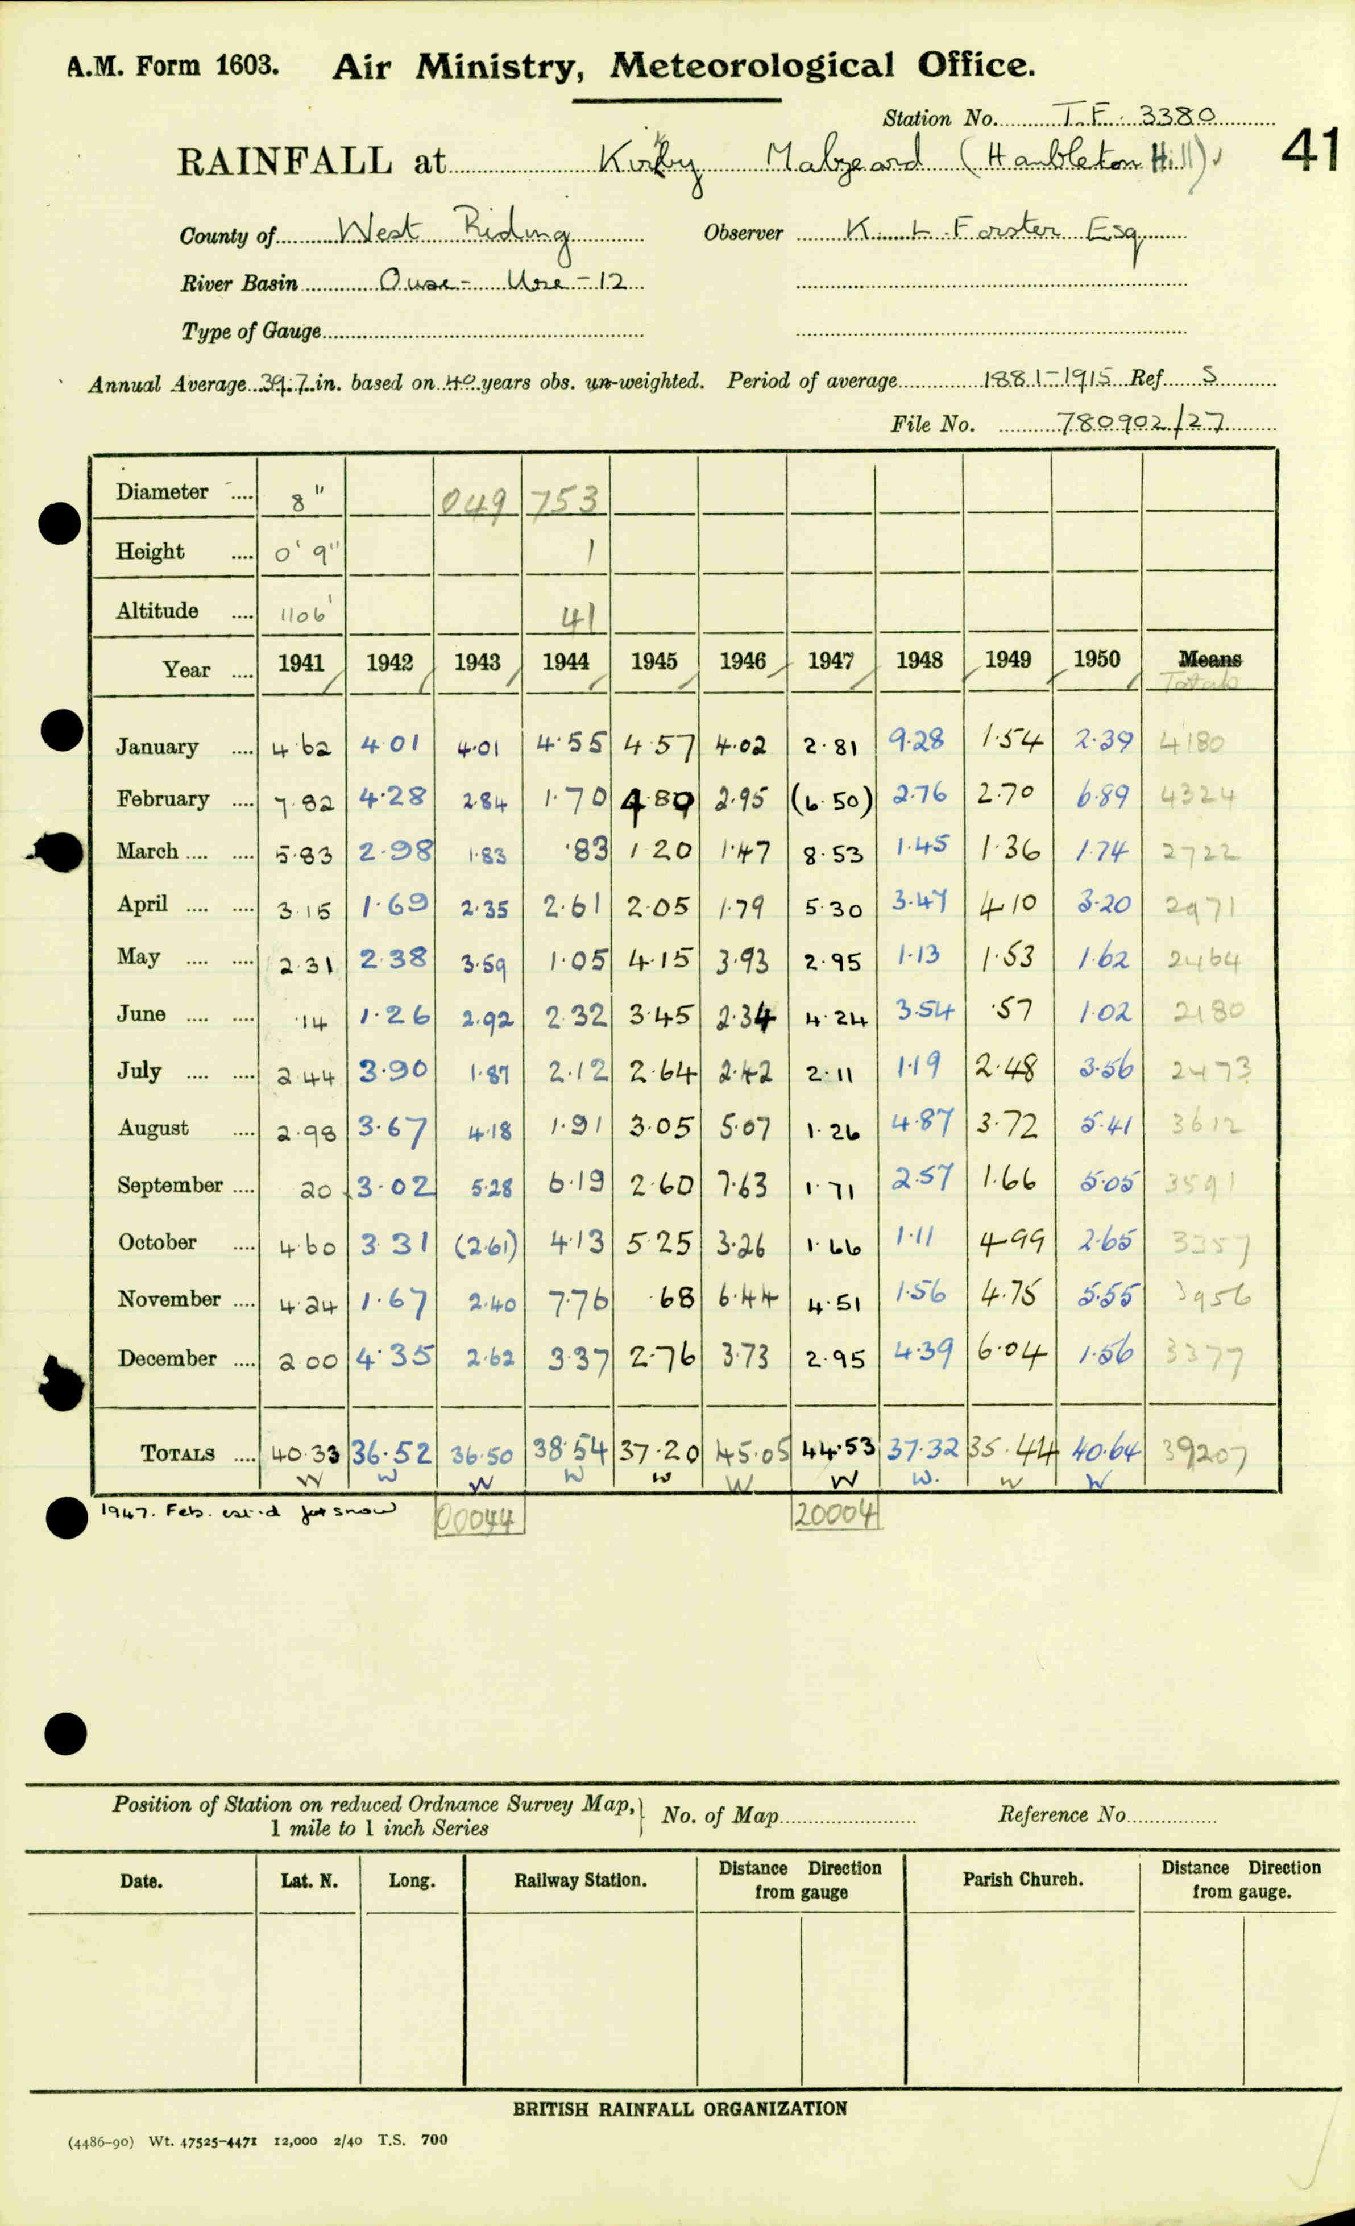 A.M. Form 1603. Air Ministry, Meteorological Office.
Station No. T.F. 3380
41
RAINFALL at Kirkby Malzeard (Hambleton Hill)
County of West Riding Observer K. L. Forster Esq
River Basin Ouse - Ure - 12
Type of Gauge
Annual Average 39.7 in. based on 40 years obs. un-weighted. Period of average 1881-1915 Ref. S
File No. 780902/27
Diameter .... 8" 049 753
Height .... 0' 9" 1
Altitude .... 1106' 41
Year .... 1941 1942 1943 1944 1945 1946 1947 1948 1949 1950 Means
Totals
January .... 4.62 4.01 4.01 4.55 4.57 4.02 2.81 9.28 1.54 2.39 4180
February .... 7.82 4.28 2.84 1.70 4.80 2.95 (6.50) 2.76 2.70 6.89 4324
March .... .... 5.83 2.98 1.83 .83 1.20 1.47 8.53 1.45 1.36 1.74 2722
April .... .... 3.15 1.69 2.35 2.61 2.05 1.79 5.30 3.47 4.10 3.20 2971
May .... .... 2.31 2.38 3.59 1.05 4.15 3.93 2.95 1.13 1.53 1.62 2464
June .... .... .14 1.26 2.92 2.32 3.45 2.34 4.24 3.54 .57 1.02 2180
July .... .... 2.44 3.90 1.87 2.12 2.64 2.42 2.11 1.19 2.48 3.56 2473
August .... 2.98 3.67 4.18 1.91 3.05 5.07 1.26 4.87 3.72 5.41 3612
September .... 20 3.02 5.28 6.19 2.60 7.63 1.71 2.57 1.66 5.05 3591
October .... 4.60 3.31 (2.61) 4.13 5.25 3.26 1.66 1.11 4.99 2.65 3357
November .... 4.24 1.67 2.40 7.76 .68 6.44 4.51 1.56 4.75 5.55 3956
December .... 2.00 4.35 2.62 3.37 2.76 3.73 2.95 4.39 6.04 1.56 3377
TOTALS .... 40.33 36.52 36.50 38.54 37.20 45.05 44.53 37.32 35.44 40.64 39207
W W W W W W W W. W W
1947. Feb. est.d for snow 00044 20004
Position of Station on reduced Ordnance Survey Map, 1 mile to 1 inch Series No. of Map Reference No.
Date. Lat. N. Long. Railway Station. Distance Direction from gauge Parish Church. Distance Direction from gauge.
BRITISH RAINFALL ORGANIZATION
(4486-90) Wt. 47525-4471 12,000 2/40 T.S. 700